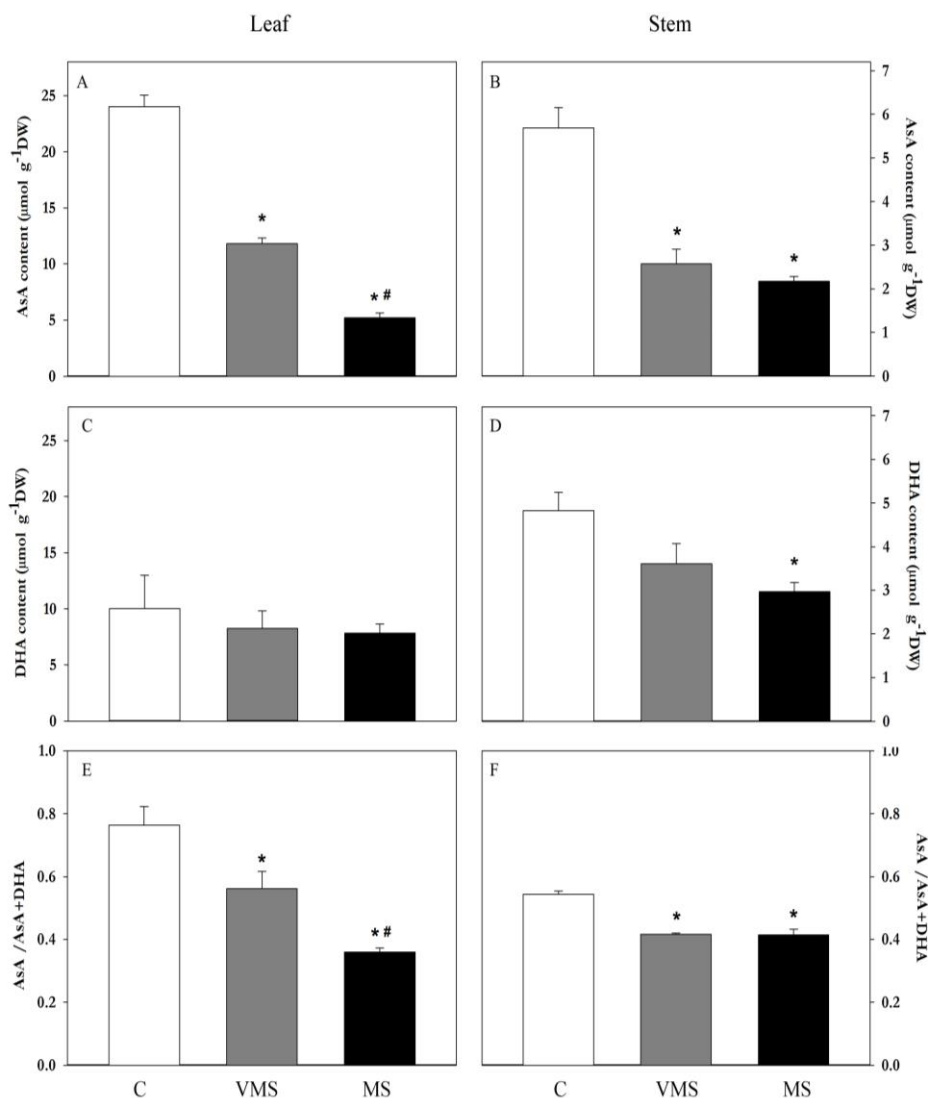 Leaf
Stem
A
25
20
15
10
5
0
AsA content (μmol g⁻¹DW)
*
* #
B
7
6
5
4
3
2
1
0
AsA content (μmol g⁻¹DW)
*
*
C
25
20
15
10
5
0
DHA content (μmol g⁻¹DW)
D
7
6
5
4
3
2
1
0
DHA content (μmol g⁻¹DW)
*
E
1.0
0.8
0.6
0.4
0.2
0.0
AsA /AsA+DHA
*
* #
C
VMS
MS
F
1.0
0.8
0.6
0.4
0.2
0.0
AsA /AsA+DHA
*
*
C
VMS
MS